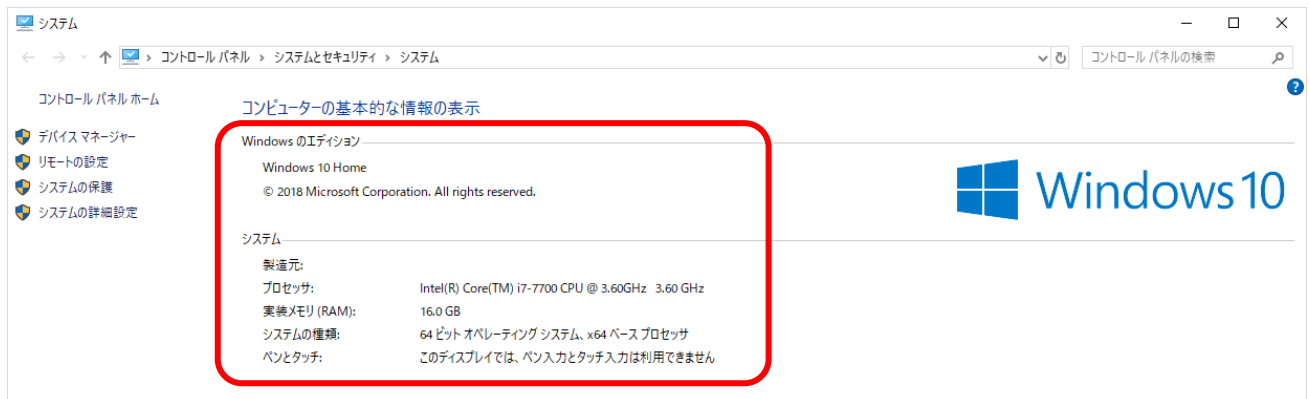 システム
コントロール パネル › システムとセキュリティ › システム
コントロール パネルの検索
?
コントロール パネル ホーム
デバイス マネージャー
リモートの設定
システムの保護
システムの詳細設定
コンピューターの基本的な情報の表示
Windows のエディション
Windows 10 Home
© 2018 Microsoft Corporation. All rights reserved.
Windows 10
システム
製造元:
プロセッサ: Intel(R) Core(TM) i7-7700 CPU @ 3.60GHz 3.60 GHz
実装メモリ (RAM): 16.0 GB
システムの種類: 64 ビット オペレーティング システム、x64 ベース プロセッサ
ペンとタッチ: このディスプレイでは、ペン入力とタッチ入力は利用できません